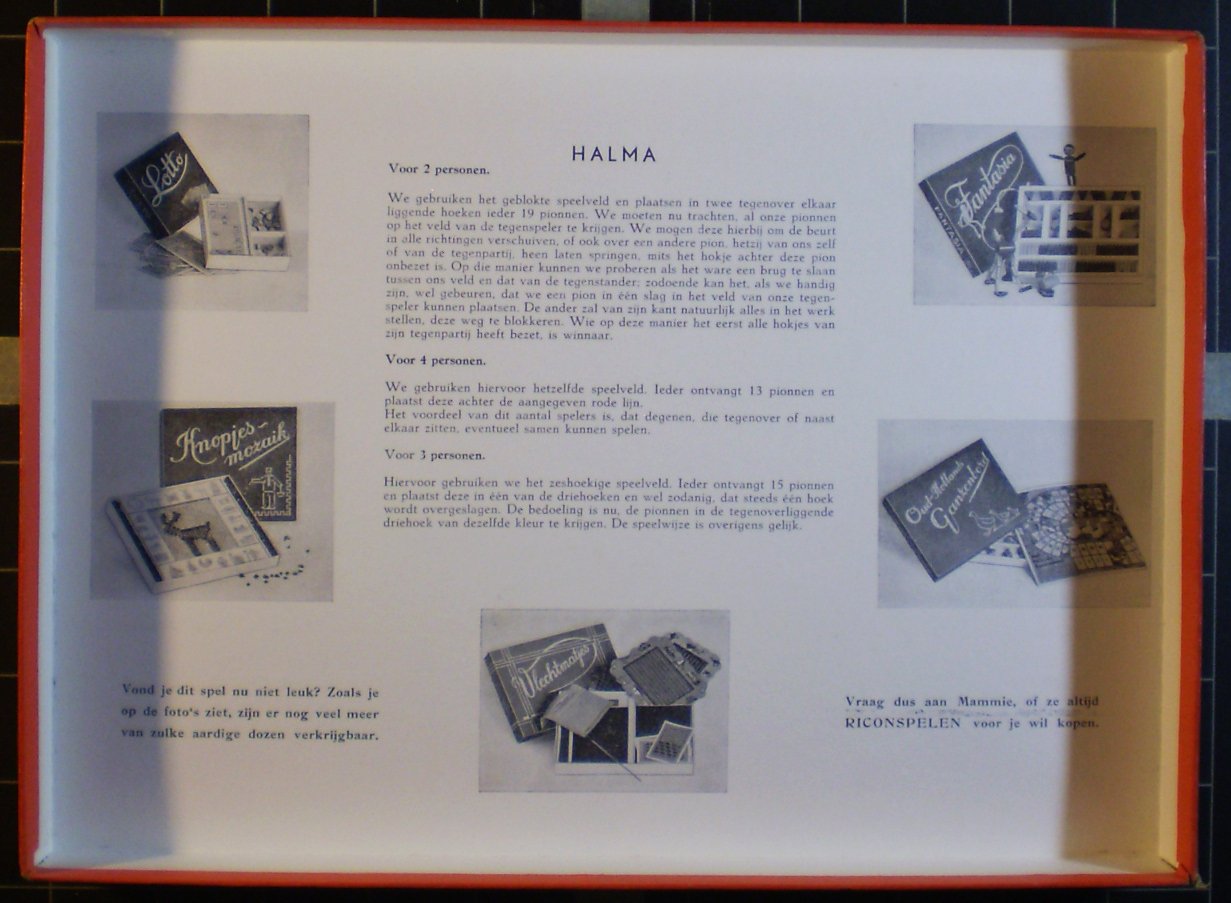 HALMA
Voor 2 personen.
We gebruiken het geblokte speelveld en plaatsen in twee tegenover elkaar
liggende hoeken ieder 19 pionnen. We moeten nu trachten, al onze pionnen
op het veld van de tegenspeler te krijgen. We mogen deze hierbij om de beurt
in alle richtingen verschuiven, of ook over een andere pion, hetzij van ons zelf
of van de tegenpartij, heen laten springen, mits het hokje achter deze pion
onbezet is. Op die manier kunnen we proberen als het ware een brug te slaan
tussen ons veld en dat van de tegenstander; zodoende kan het, als we handig
zijn, wel gebeuren, dat we een pion in één slag in het veld van onze tegen-
speler kunnen plaatsen. De ander zal van zijn kant natuurlijk alles in het werk
stellen, deze weg te blokkeren. Wie op deze manier het eerst alle hokjes van
zijn tegenpartij heeft bezet, is winnaar.
Voor 4 personen.
We gebruiken hiervoor hetzelfde speelveld. Ieder ontvangt 13 pionnen en
plaatst deze achter de aangegeven rode lijn.
Het voordeel van dit aantal spelers is, dat degenen, die tegenover of naast
elkaar zitten, eventueel samen kunnen spelen.
Voor 3 personen.
Hiervoor gebruiken we het zeshoekige speelveld. Ieder ontvangt 15 pionnen
en plaatst deze in één van de driehoeken en wel zodanig, dat steeds één hoek
wordt overgeslagen. De bedoeling is nu, de pionnen in de tegenoverliggende
driehoek van dezelfde kleur te krijgen. De speelwijze is overigens gelijk.
Lotto
Fantasia
FANTASIA
Knopjes-
mozaik
Oud-Hollands
Ganzenbord
Vlechtmatjes
Vond je dit spel nu niet leuk? Zoals je
op de foto's ziet, zijn er nog veel meer
van zulke aardige dozen verkrijgbaar.
Vraag dus aan Mammie, of ze altijd
RICONSPELEN voor je wil kopen.